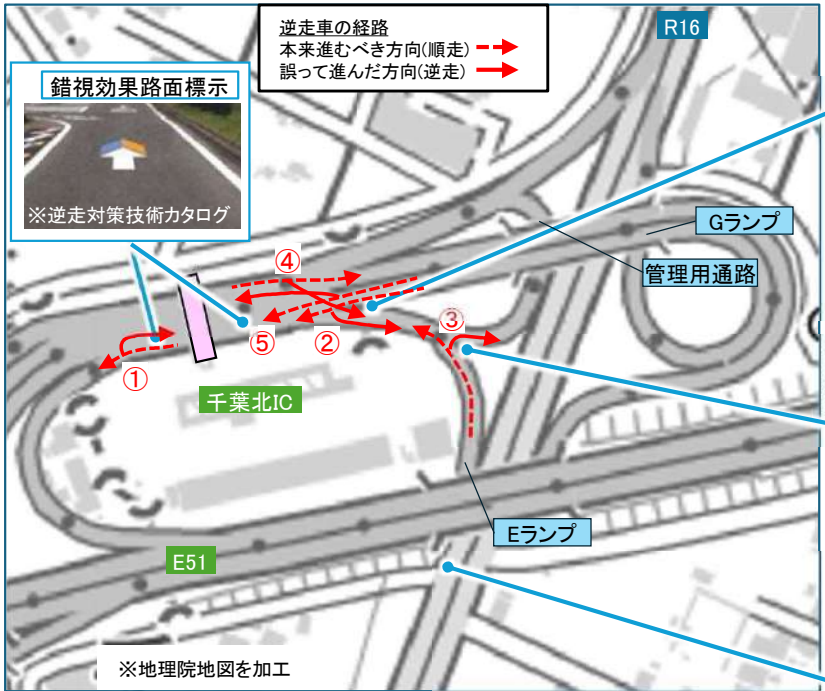 逆走車の経路
本来進むべき方向(順走)
誤って進んだ方向(逆走)
R16
錯視効果路面標示
※逆走対策技術カタログ
Gランプ
管理用通路
④
③
⑤
②
①
千葉北IC
Eランプ
E51
※地理院地図を加工